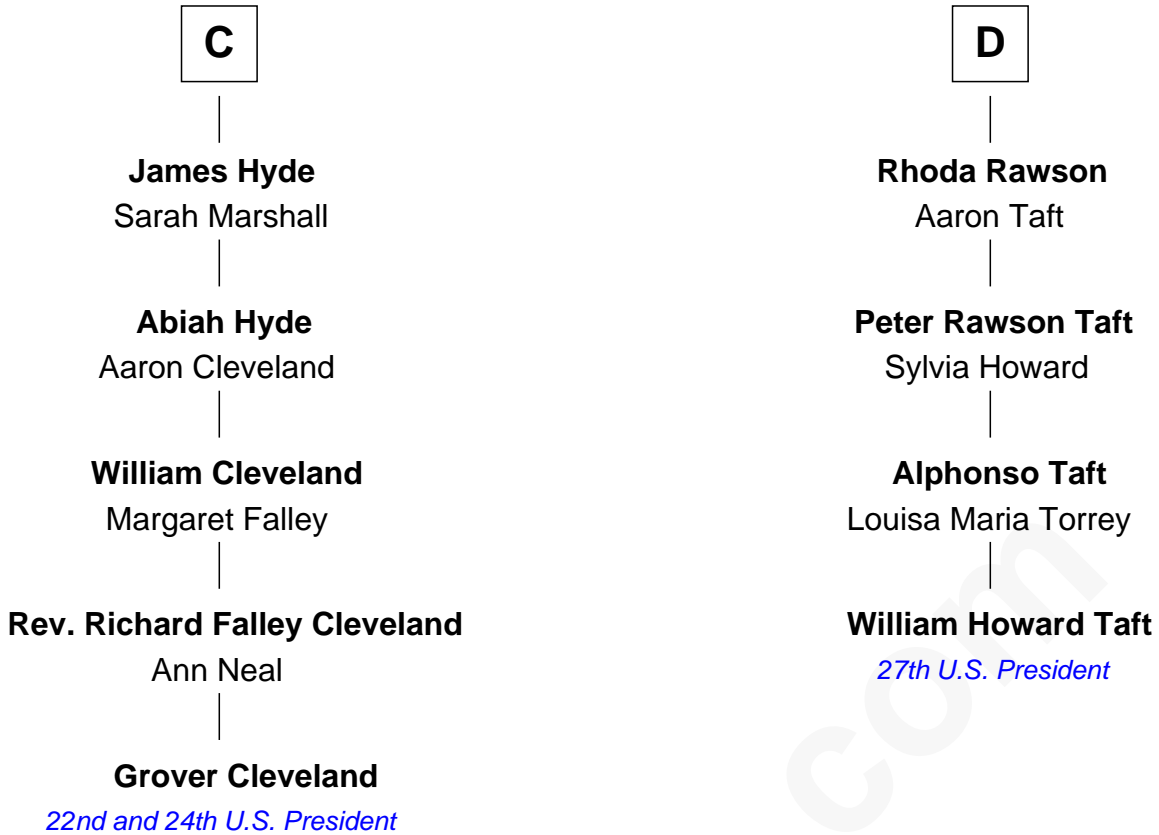 C
James Hyde
Sarah Marshall
Abiah Hyde
Aaron Cleveland
William Cleveland
Margaret Falley
Rev. Richard Falley Cleveland
Ann Neal
Grover Cleveland
22nd and 24th U.S. President
D
Rhoda Rawson
Aaron Taft
Peter Rawson Taft
Sylvia Howard
Alphonso Taft
Louisa Maria Torrey
William Howard Taft
27th U.S. President
com